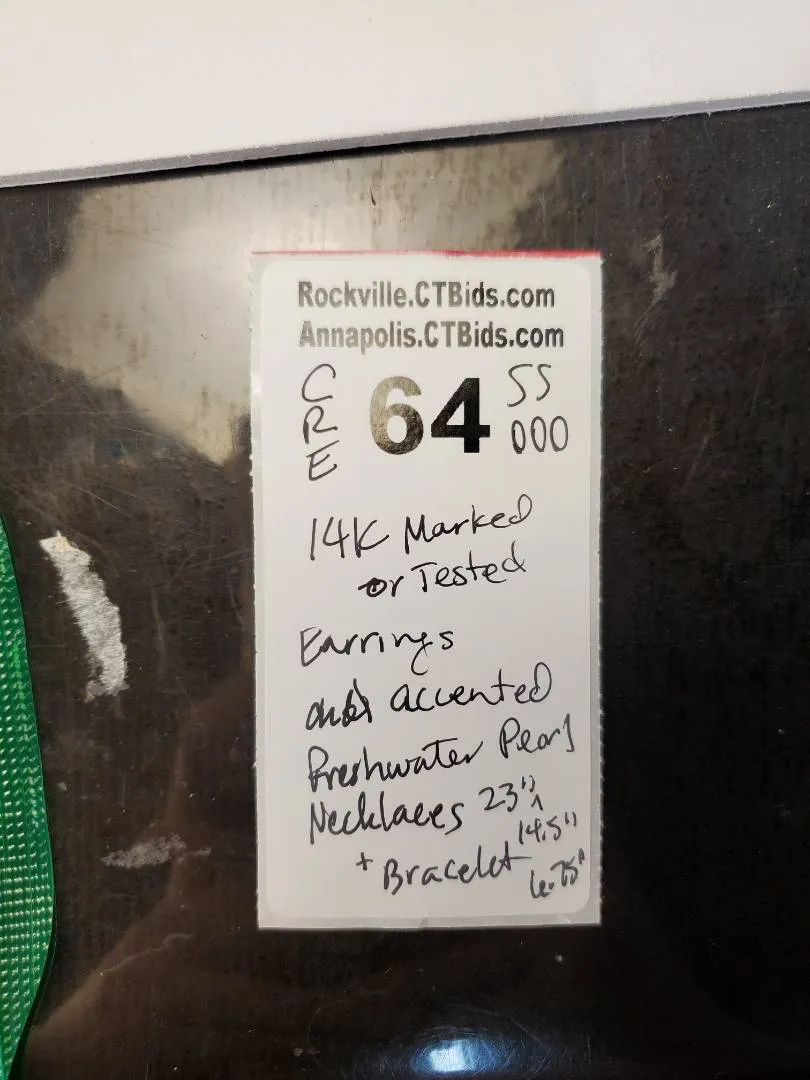 Rockville.CTBids.com
Annapolis.CTBids.com
CRE 64 SS
000
14K Marked
or Tested
Earrings
accented
Freshwater Pearl
Necklaces 23"
14.5"
+ Bracelet 6.75"